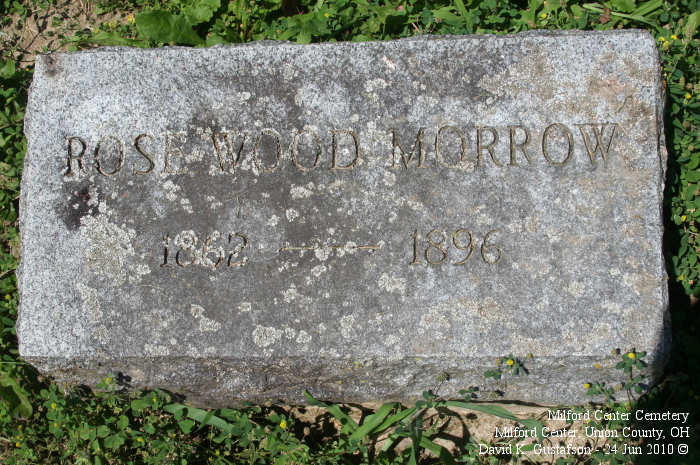 ROSE WOOD MORROW
1862 — 1896
Milford Center Cemetery
Milford Center, Union County, OH
David K. Gustafson - 24 Jun 2010 ©